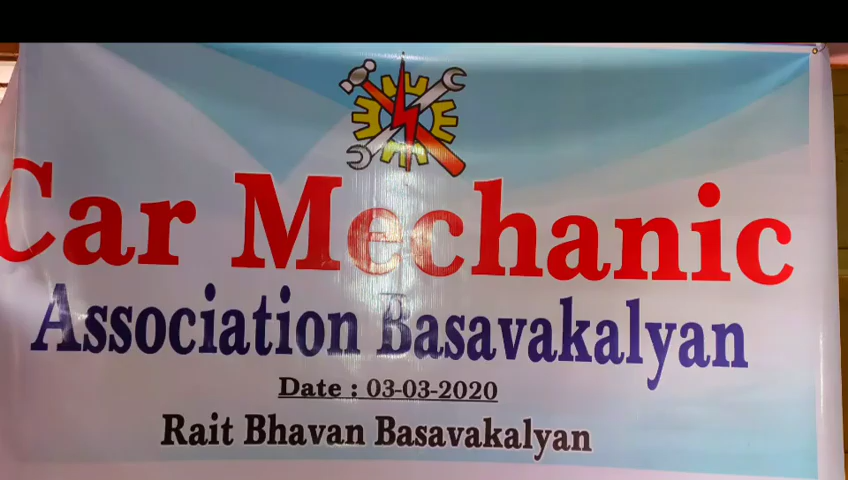 Car Mechanic
Association Basavakalyan
Date : 03-03-2020
Rait Bhavan Basavakalyan